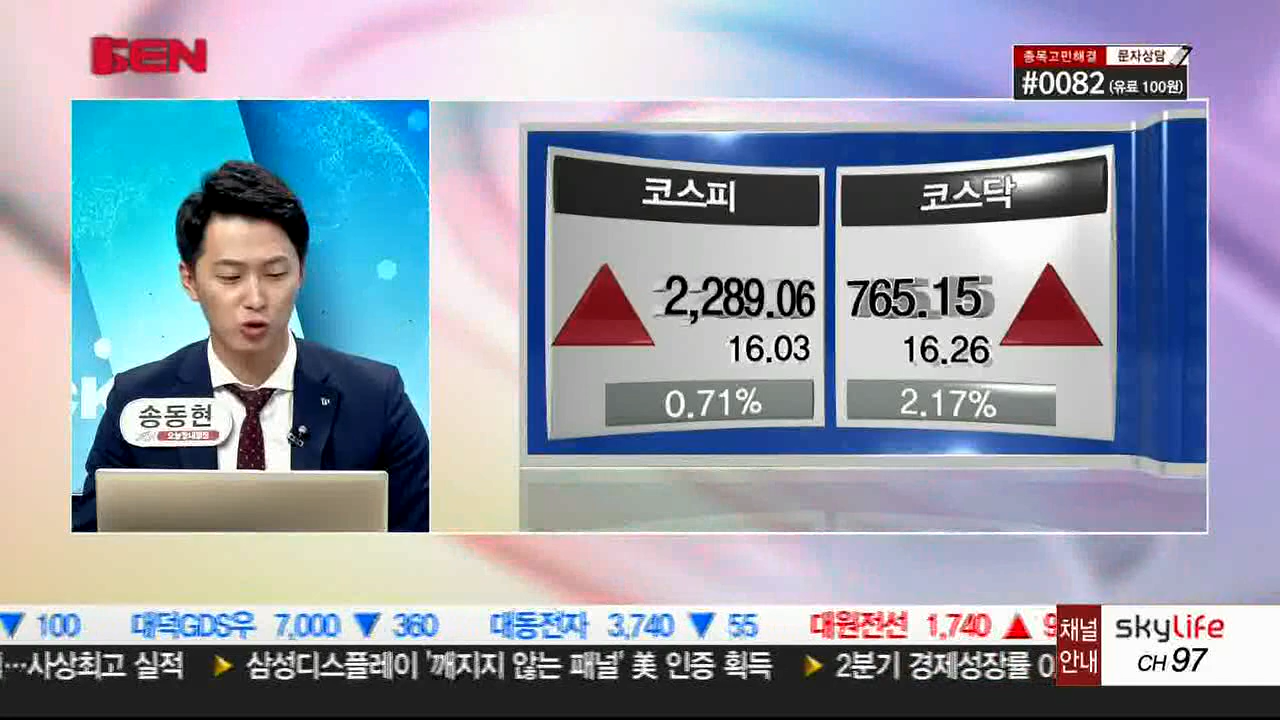 SEN
종목고민해결 문자상담
#0082 (유료 100원)
코스피
2,289.06
16.03
0.71%
코스닥
765.15
16.26
2.17%
CK
송동현
▼ 100 대덕GDS우 7,000 ▼ 360 대동전자 3,740 ▼ 55 대원전선 1,740 ▲ 9
…사상최고 실적 ▶ 삼성디스플레이 '깨지지 않는 패널' 美 인증 획득 ▶ 2분기 경제성장률 0
채널
안내
skylife
CH 97